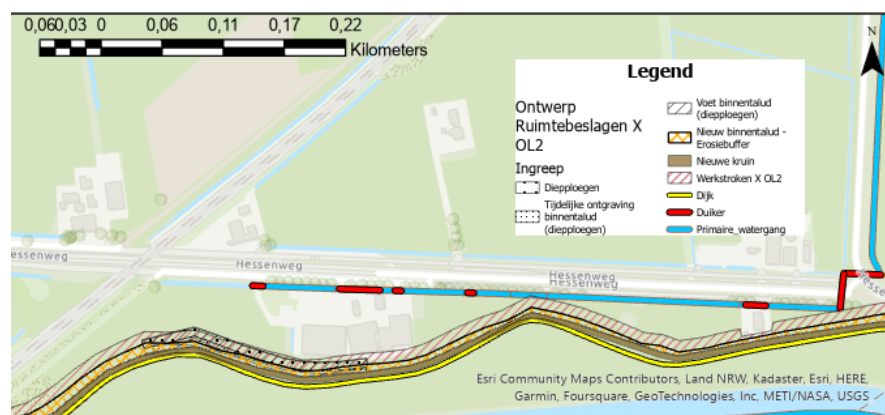 0,060,03 0 0,06 0,11 0,17 0,22
Kilometers
N
Legend
Ontwerp
Ruimtebeslagen X
OL2
Ingreep
Diepploegen
Tijdelijke ontgraving
binnentalud
(diepploegen)
Voet binnentalud
(diepploegen)
Nieuw binnentalud -
Erosiebuffer
Nieuwe kruin
Werkstroken X OL2
Dijk
Duiker
Primaire_watergang
Hessenweg
Hessenweg
Hessenweg
Hessenweg
Esri Community Maps Contributors, Land NRW, Kadaster, Esri, HERE,
Garmin, Foursquare, GeoTechnologies, Inc, METI/NASA, USGS